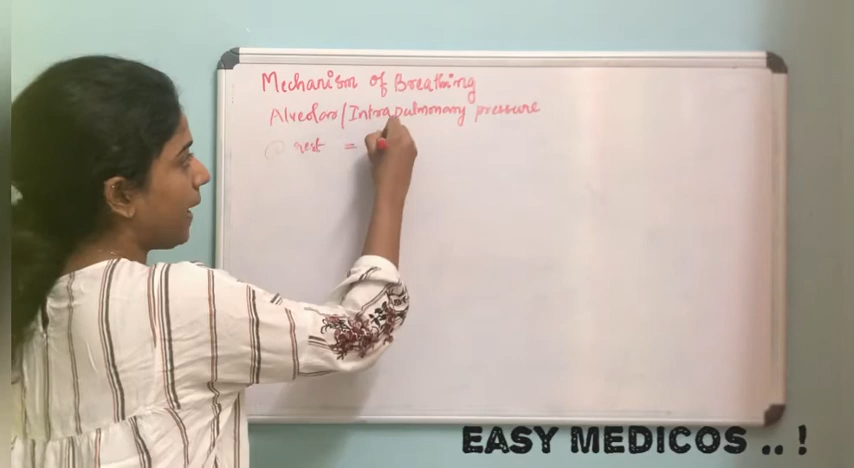 Mechanism of Breathing
Alveolar/Intrapulmonary pressure
@ rest =
EASY MEDICOS .. !